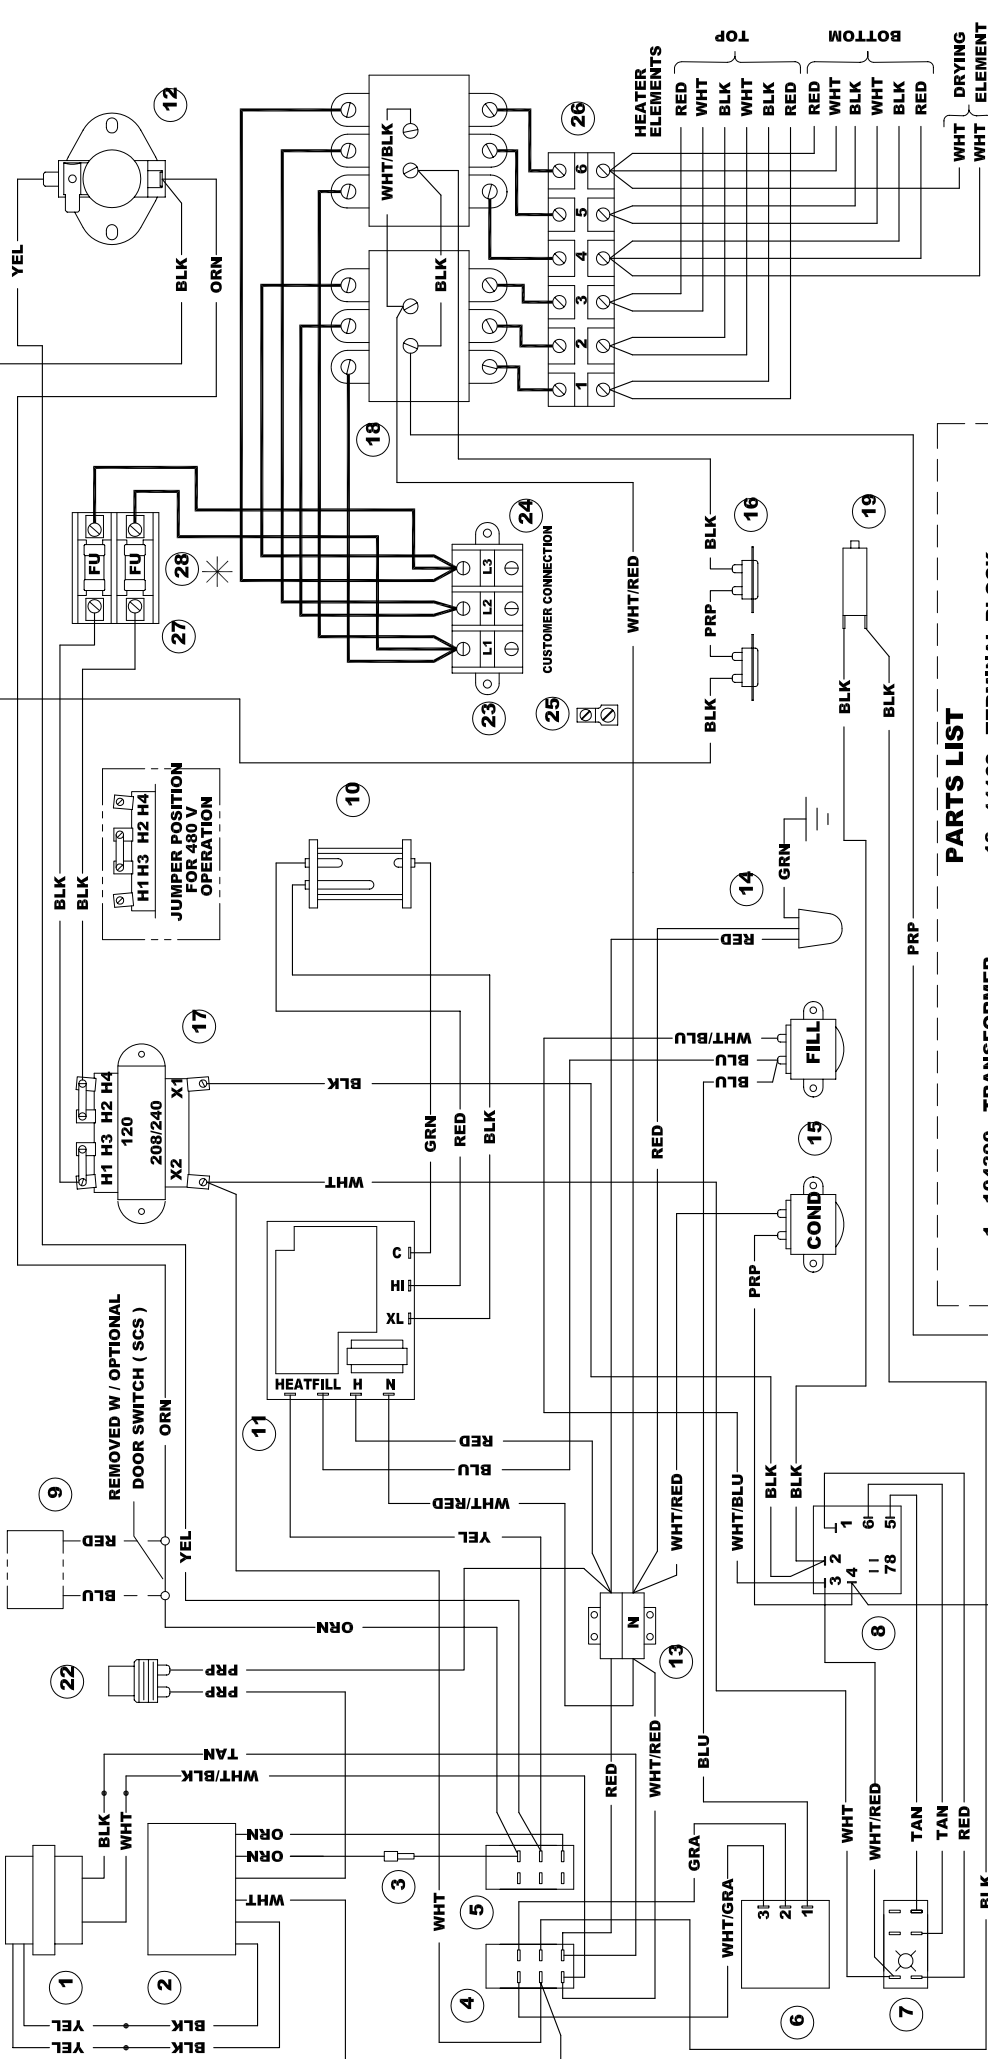 12
YEL
BLK
ORN
HEATER
ELEMENTS
TOP
BOTTOM
RED
WHT
BLK
WHT
BLK
RED
RED
WHT
BLK
WHT
BLK
RED
WHT
WHT
DRYING
ELEMENT
WHT/BLK
BLK
26
6
5
4
3
2
1
18
FU
FU
28
27
24
L3
L2
L1
CUSTOMER CONNECTION
23
25
WHT/RED
BLK
PRP
BLK
16
19
BLK
BLK
PARTS LIST
BLK
BLK
H1 H3 H2 H4
JUMPER POSITION
FOR 480 V
OPERATION
10
14
GRN
RED
PRP
17
H1 H3 H2 H4
120
208/240
X2
X1
BLK
WHT
GRN
RED
BLK
RED
WHT/BLU
BLU
BLU
FILL
15
COND
PRP
C
HI
XL
HEAT
FILL
H
N
11
REMOVED W / OPTIONAL
DOOR SWITCH ( SCS )
ORN
9
RED
BLU
YEL
RED
BLU
WHT/RED
YEL
ORN
WHT/RED
WHT/BLU
BLK
BLK
1
2
3
4
6
5
78
8
N
13
22
PRP
PRP
TAN
WHT/BLK
BLK
WHT
ORN
ORN
WHT
3
WHT
5
4
1
2
YEL
YEL
BLK
BLK
RED
WHT/RED
BLU
GRA
WHT/GRA
3
2
1
6
WHT
WHT/RED
TAN
TAN
RED
7
BLK